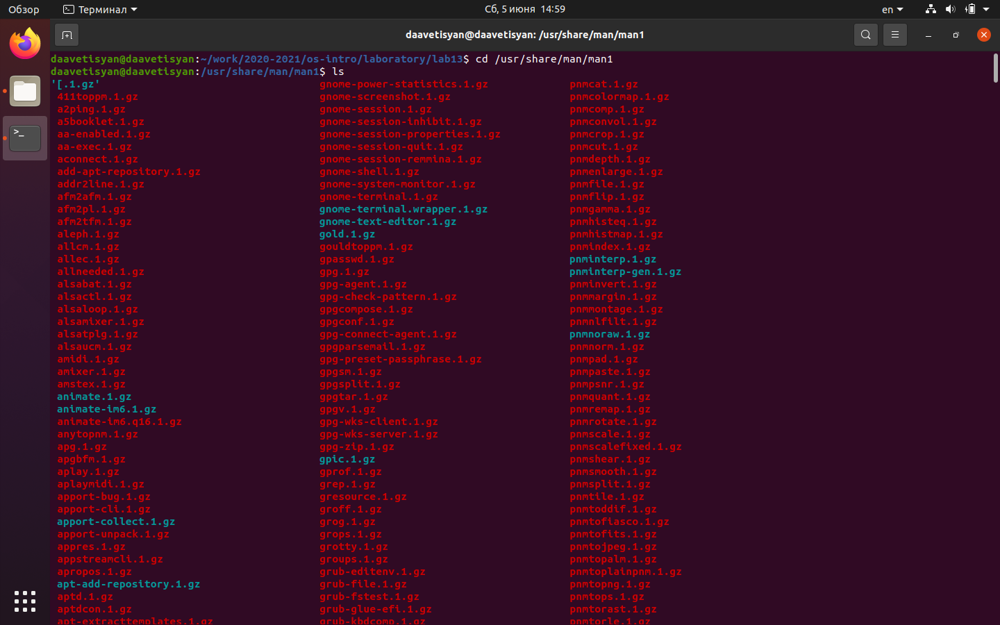 Обзор Терминал Сб, 5 июня 14:59 en
daavetisyan@daavetisyan: /usr/share/man/man1
daavetisyan@daavetisyan:~/work/2020-2021/os-intro/laboratory/lab13$ cd /usr/share/man/man1
daavetisyan@daavetisyan:/usr/share/man/man1$ ls
'[.1.gz' gnome-power-statistics.1.gz pnmcat.1.gz
411toppm.1.gz gnome-screenshot.1.gz pnmcolormap.1.gz
a2ping.1.gz gnome-session.1.gz pnmcomp.1.gz
a5booklet.1.gz gnome-session-inhibit.1.gz pnmconvol.1.gz
aa-enabled.1.gz gnome-session-properties.1.gz pnmcrop.1.gz
aa-exec.1.gz gnome-session-quit.1.gz pnmcut.1.gz
aconnect.1.gz gnome-session-remmina.1.gz pnmdepth.1.gz
add-apt-repository.1.gz gnome-shell.1.gz pnmenlarge.1.gz
addr2line.1.gz gnome-system-monitor.1.gz pnmfile.1.gz
afm2afm.1.gz gnome-terminal.1.gz pnmflip.1.gz
afm2pl.1.gz gnome-terminal.wrapper.1.gz pnmgamma.1.gz
afm2tfm.1.gz gnome-text-editor.1.gz pnmhisteq.1.gz
aleph.1.gz gold.1.gz pnmhistmap.1.gz
allcm.1.gz gouldtoppm.1.gz pnmindex.1.gz
allec.1.gz gpasswd.1.gz pnminterp.1.gz
allneeded.1.gz gpg.1.gz pnminterp-gen.1.gz
alsabat.1.gz gpg-agent.1.gz pnminvert.1.gz
alsactl.1.gz gpg-check-pattern.1.gz pnmmargin.1.gz
alsaloop.1.gz gpgcompose.1.gz pnmmontage.1.gz
alsamixer.1.gz gpgconf.1.gz pnmnlfilt.1.gz
alsatplg.1.gz gpg-connect-agent.1.gz pnmnoraw.1.gz
alsaucm.1.gz gpgparsemail.1.gz pnmnorm.1.gz
amidi.1.gz gpg-preset-passphrase.1.gz pnmpad.1.gz
amixer.1.gz gpgsm.1.gz pnmpaste.1.gz
amstex.1.gz gpgsplit.1.gz pnmpsnr.1.gz
animate.1.gz gpgtar.1.gz pnmquant.1.gz
animate-im6.1.gz gpgv.1.gz pnmremap.1.gz
animate-im6.q16.1.gz gpg-wks-client.1.gz pnmrotate.1.gz
anytopnm.1.gz gpg-wks-server.1.gz pnmscale.1.gz
apg.1.gz gpg-zip.1.gz pnmscalefixed.1.gz
apgbfm.1.gz gpic.1.gz pnmshear.1.gz
aplay.1.gz gprof.1.gz pnmsmooth.1.gz
aplaymidi.1.gz grep.1.gz pnmsplit.1.gz
apport-bug.1.gz gresource.1.gz pnmtile.1.gz
apport-cli.1.gz groff.1.gz pnmtoddif.1.gz
apport-collect.1.gz grog.1.gz pnmtofiasco.1.gz
apport-unpack.1.gz grops.1.gz pnmtofits.1.gz
appres.1.gz grotty.1.gz pnmtojpeg.1.gz
appstreamcli.1.gz groups.1.gz pnmtopalm.1.gz
apropos.1.gz grub-editenv.1.gz pnmtoplainpnm.1.gz
apt-add-repository.1.gz grub-file.1.gz pnmtopng.1.gz
aptd.1.gz grub-fstest.1.gz pnmtops.1.gz
aptdcon.1.gz grub-glue-efi.1.gz pnmtorast.1.gz
apt-extracttemplates.1.gz grub-kbdcomp.1.gz pnmtorle.1.gz